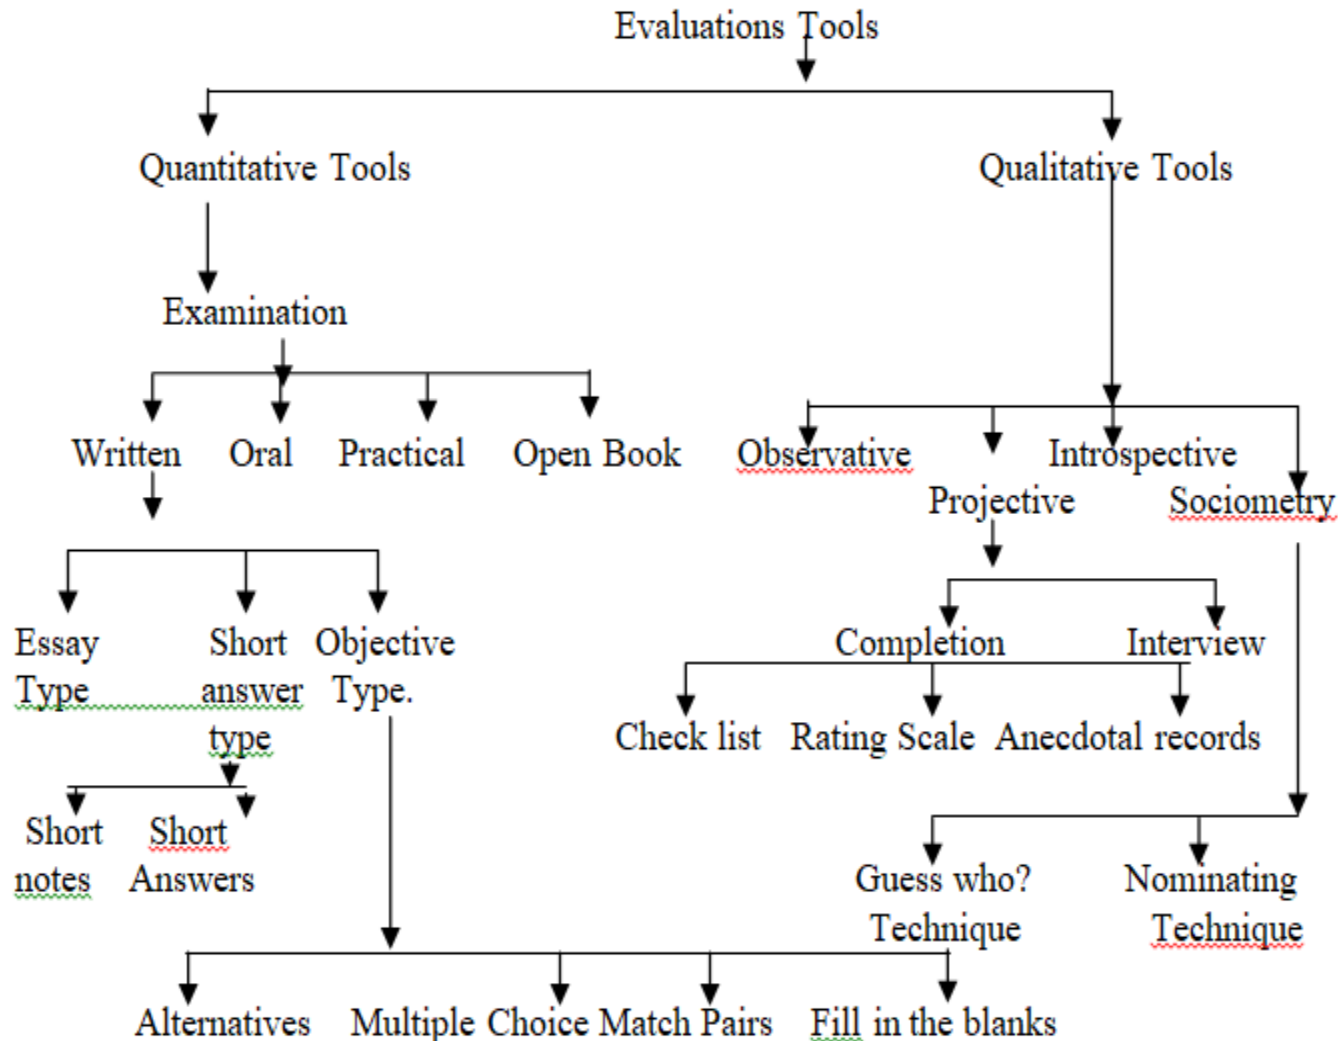 Evaluations Tools
Quantitative Tools Qualitative Tools
Examination
Written Oral Practical Open Book Observative Introspective
Projective Sociometry
Essay Short Objective Completion Interview
Type answer Type.
type Check list Rating Scale Anecdotal records
Short Short
notes Answers Guess who? Nominating
Technique Technique
Alternatives Multiple Choice Match Pairs Fill in the blanks